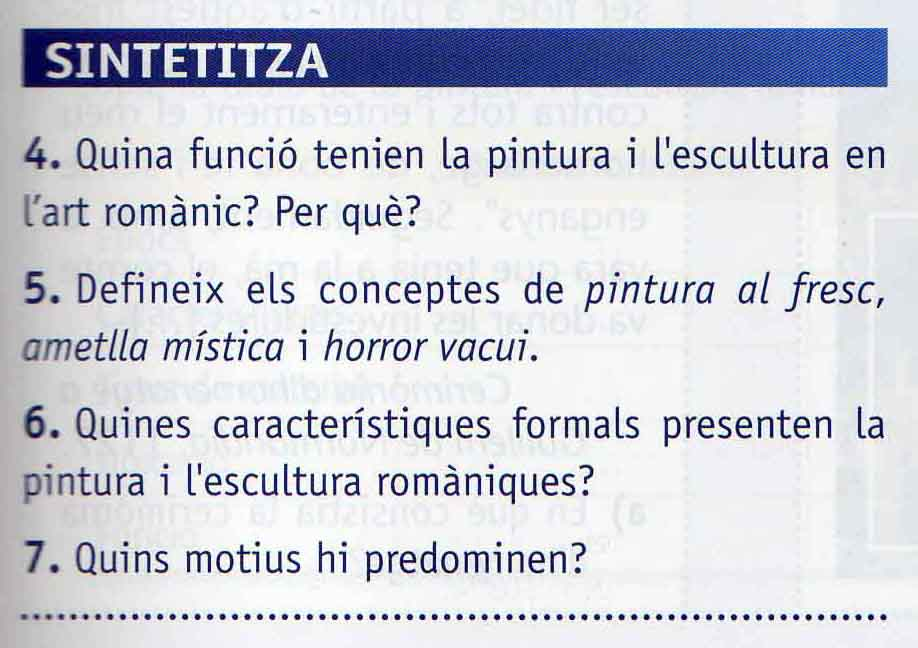 SINTETITZA
4. Quina funció tenien la pintura i l'escultura en
l'art romànic? Per què?
5. Defineix els conceptes de pintura al fresc,
ametlla mística i horror vacui.
6. Quines característiques formals presenten la
pintura i l'escultura romàniques?
7. Quins motius hi predominen?